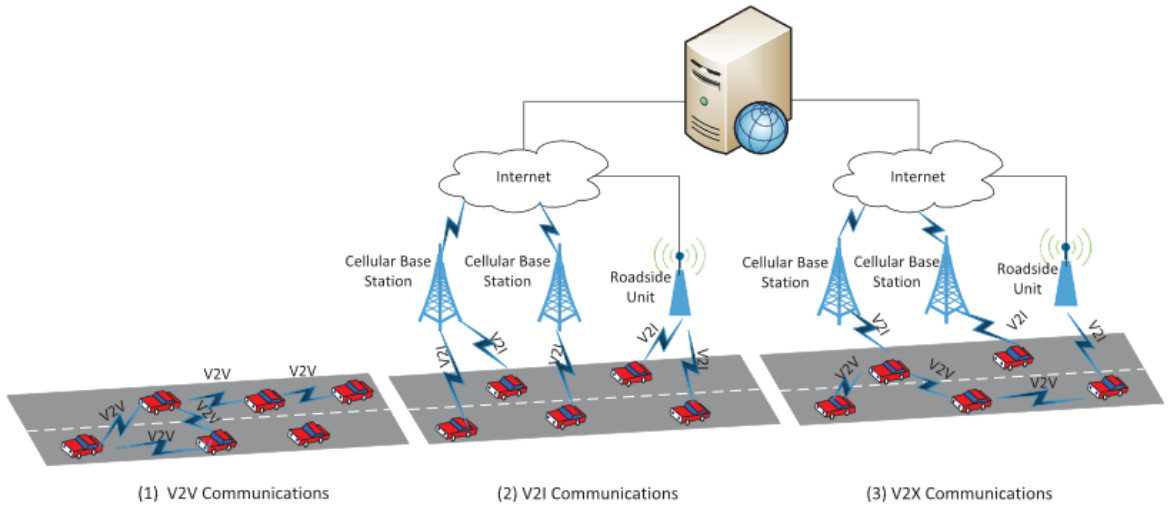 Internet
Internet
Cellular Base
Station
Cellular Base
Station
Roadside
Unit
Cellular Base
Station
Cellular Base
Station
Roadside
Unit
V2V
V2V
V2V
V2V
V2V
V2I
V2I
V2I
V2I
V2I
V2I
V2I
V2I
V2V
V2V
V2V
(1) V2V Communications
(2) V2I Communications
(3) V2X Communications